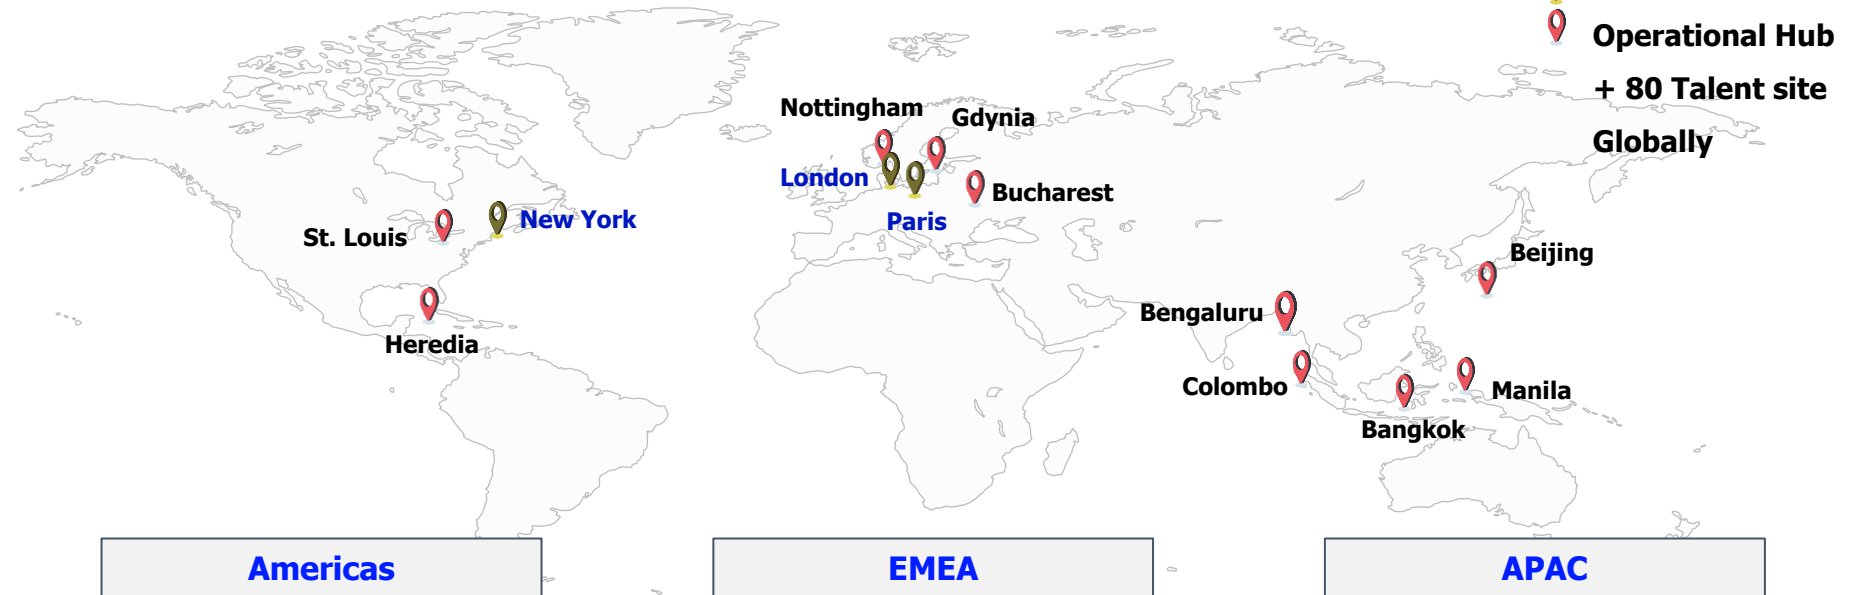 Operational Hub
+ 80 Talent site
Globally
Nottingham
Gdynia
London
Bucharest
Paris
New York
St. Louis
Heredia
Beijing
Bengaluru
Colombo
Manila
Bangkok
Americas
EMEA
APAC